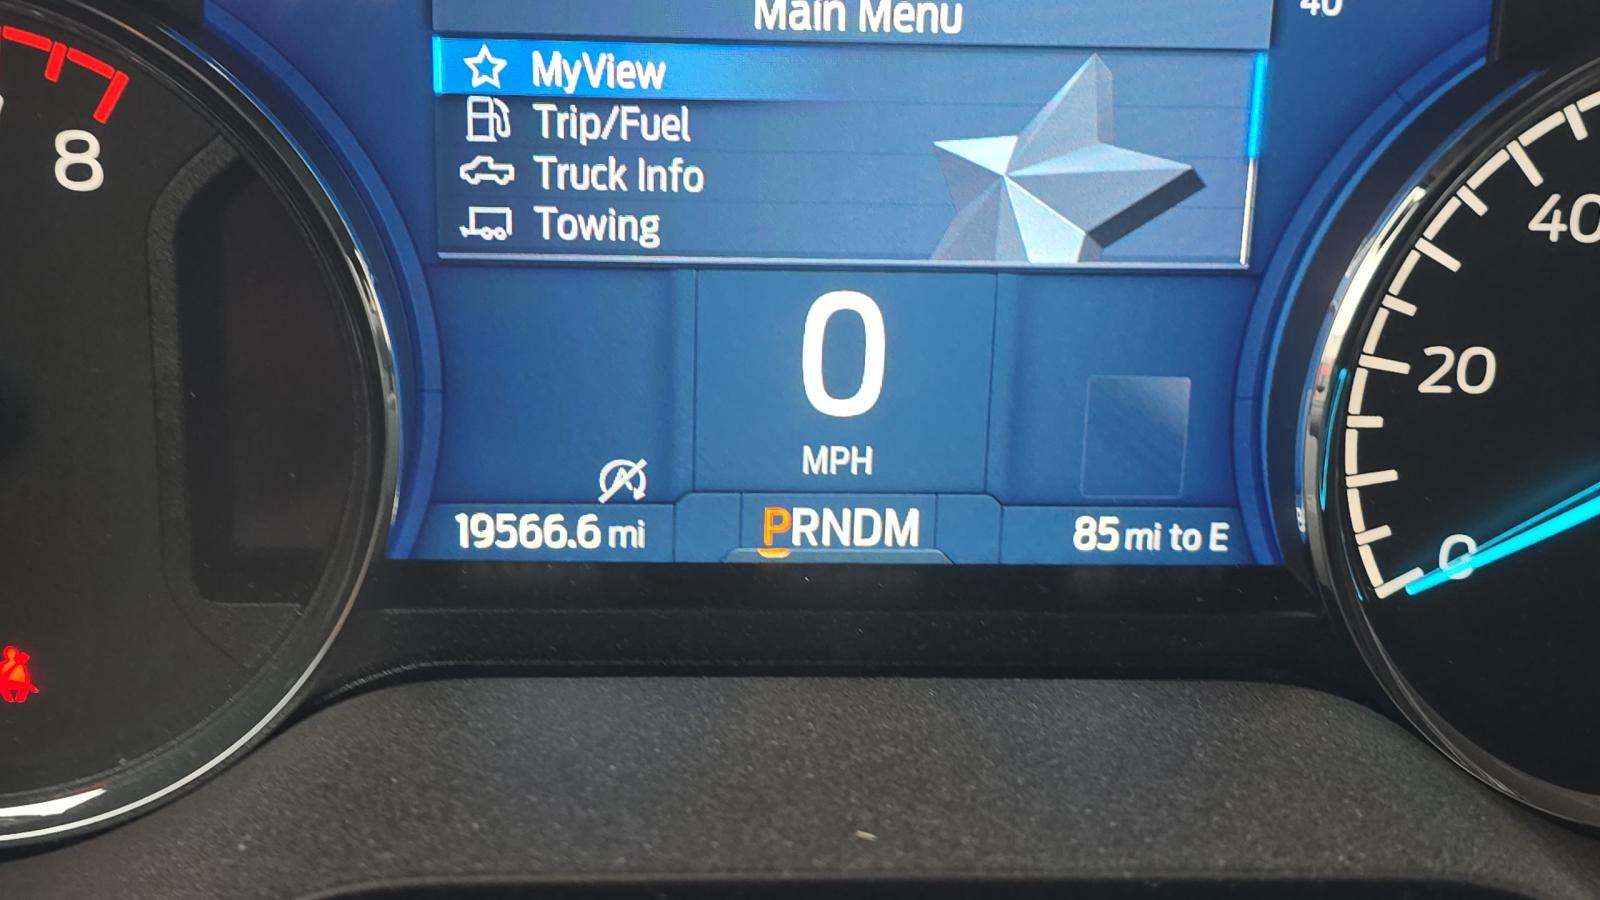 Main Menu
40
MyView
Trip/Fuel
Truck Info
Towing
8
40
0
20
MPH
19566.6 mi
PRNDM
85 mi to E
0